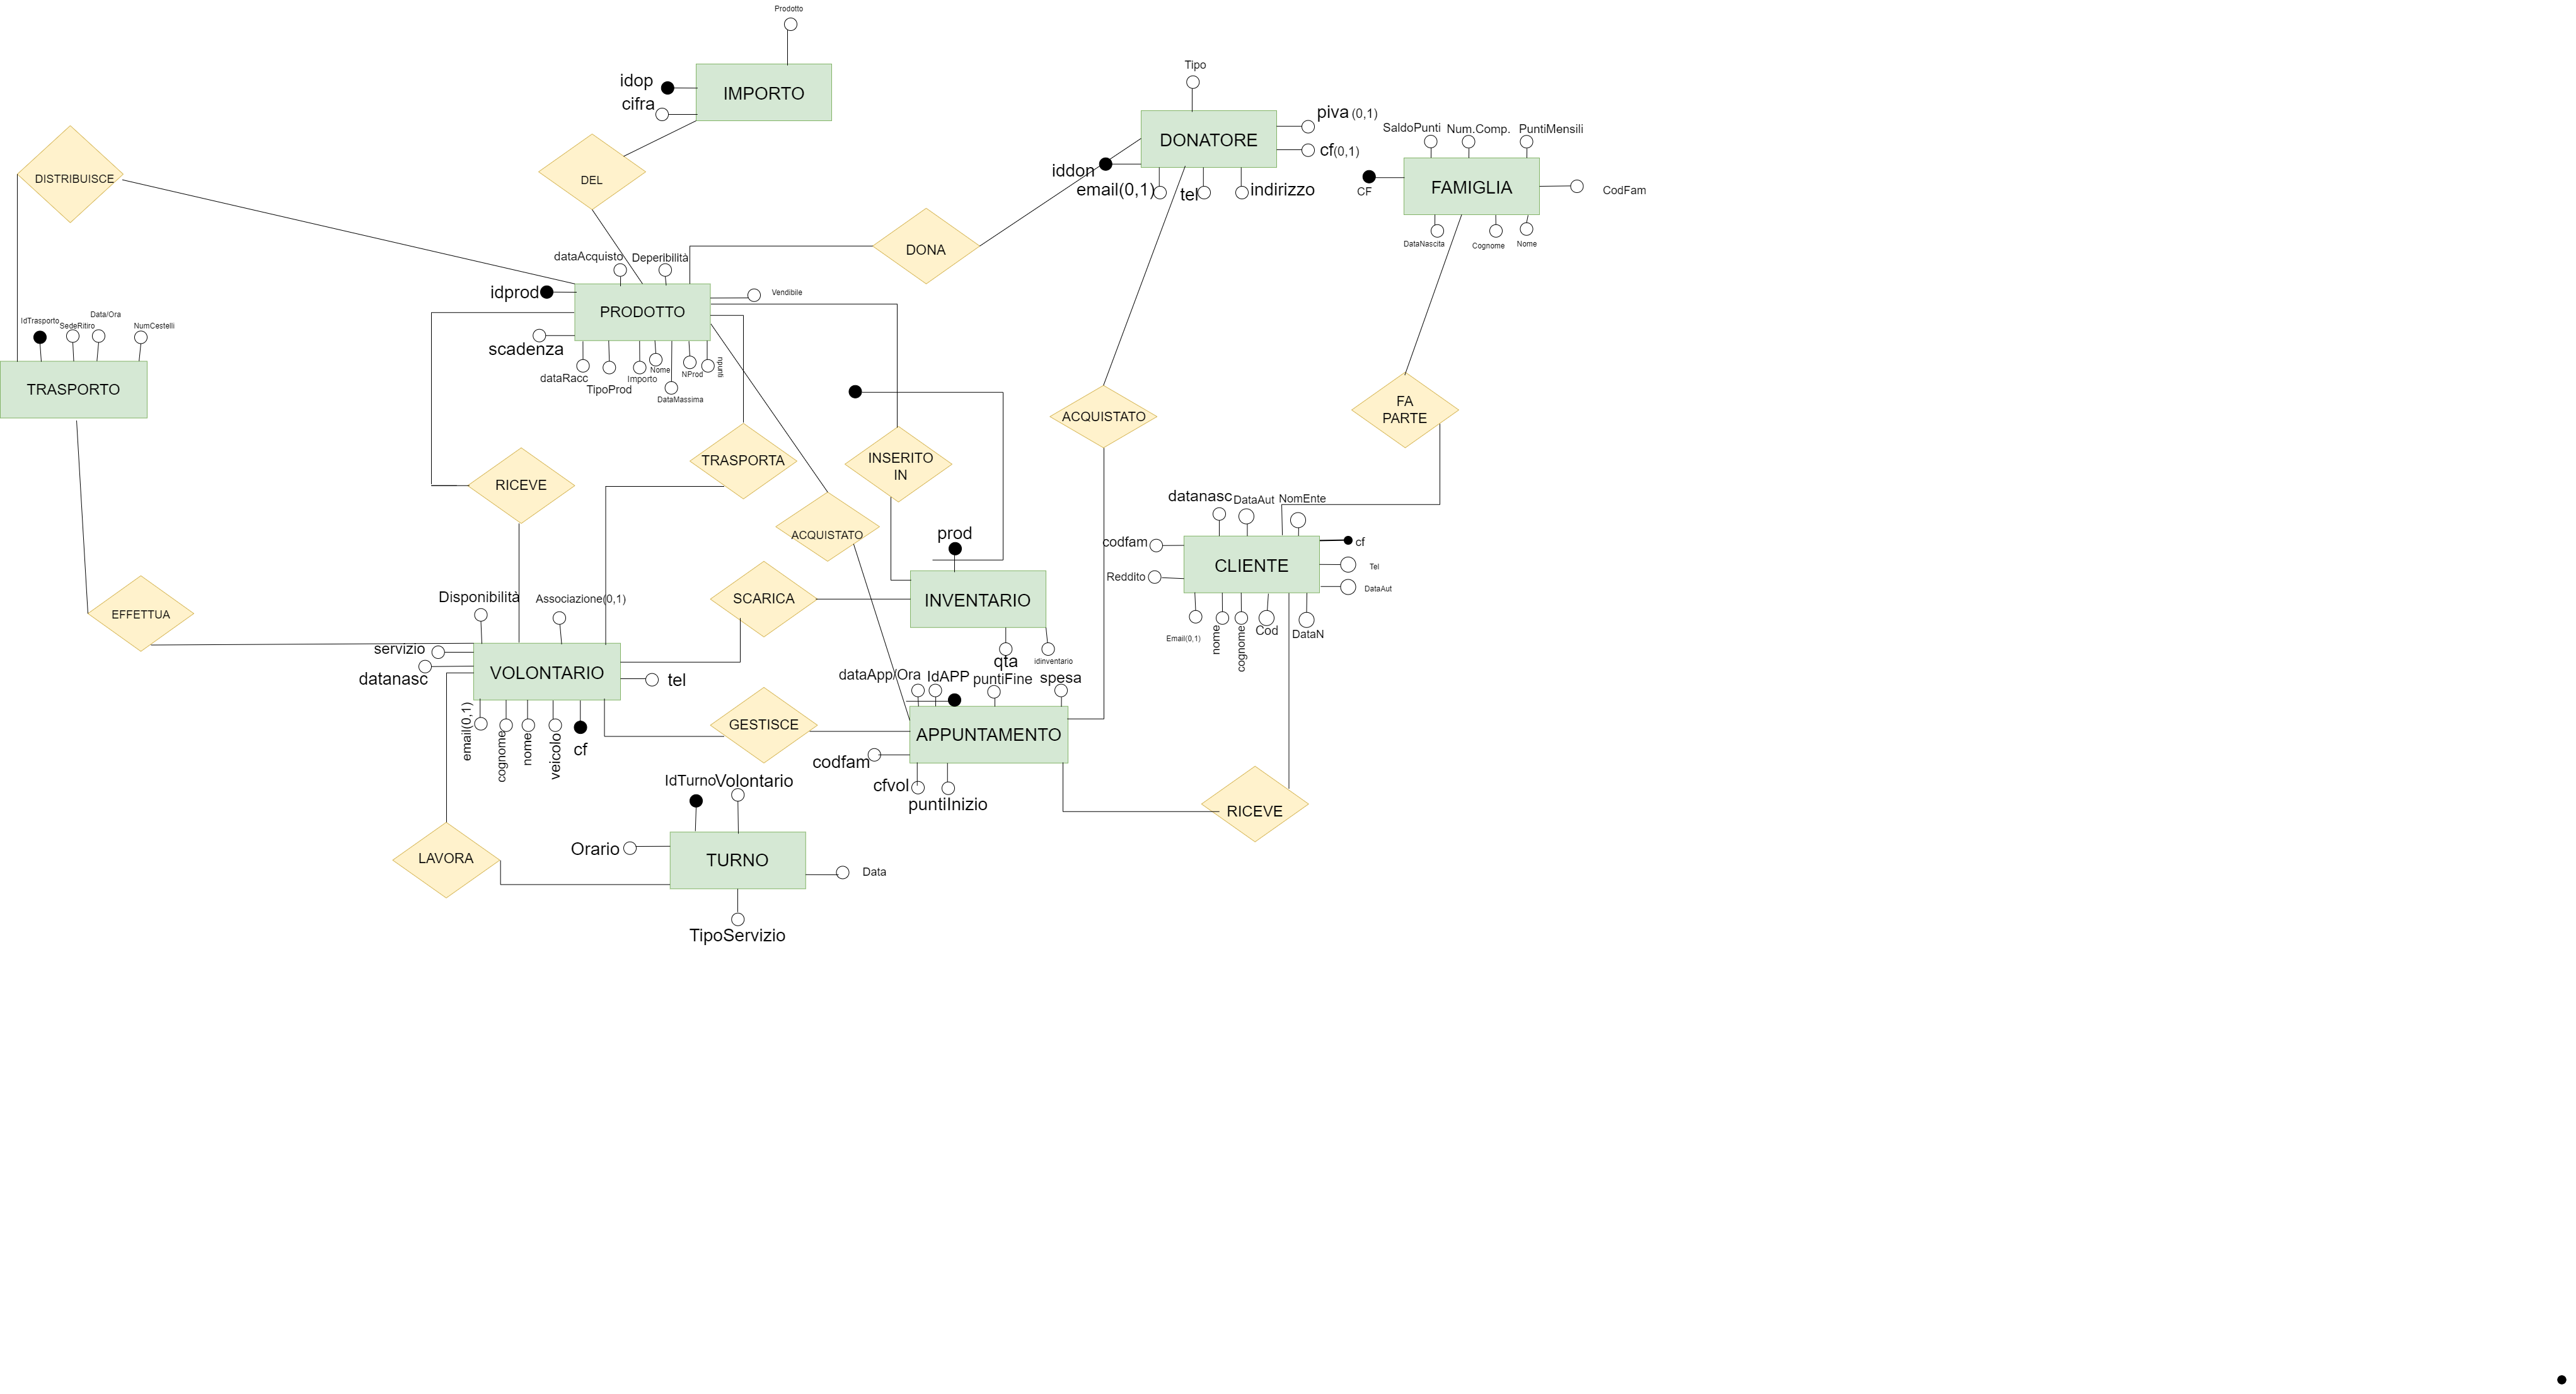 Prodotto
idop
cifra
IMPORTO
Tipo
DONATORE
piva (0,1)
cf(0,1)
iddon
email(0,1)
tel
indirizzo
SaldoPunti
Num.Comp.
PuntiMensili
CF
FAMIGLIA
CodFam
DataNascita
Cognome
Nome
DISTRIBUISCE
DEL
DONA
dataAcquisto
Deperibilità
idprod
Vendibile
PRODOTTO
scadenza
dataRacc
TipoProd
Importo
Nome
DataMassima
NProd
npunti
IdTrasporto
SedeRitiro
Data/Ora
NumCestelli
TRASPORTO
ACQUISTATO
FA
PARTE
RICEVE
TRASPORTA
INSERITO
IN
ACQUISTATO
datanasc
DataAut
NomEnte
codfam
cf
CLIENTE
Tel
Reddito
DataAut
Email(0,1)
nome
cognome
Cod
DataN
prod
INVENTARIO
qta
idinventario
SCARICA
EFFETTUA
Disponibilità
Associazione(0,1)
servizio
datanasc
VOLONTARIO
tel
email(0,1)
cognome
nome
veicolo
cf
GESTISCE
dataApp/Ora
IdAPP
puntiFine
spesa
APPUNTAMENTO
codfam
cfvol
puntiInizio
RICEVE
IdTurno
Volontario
Orario
TURNO
Data
TipoServizio
LAVORA